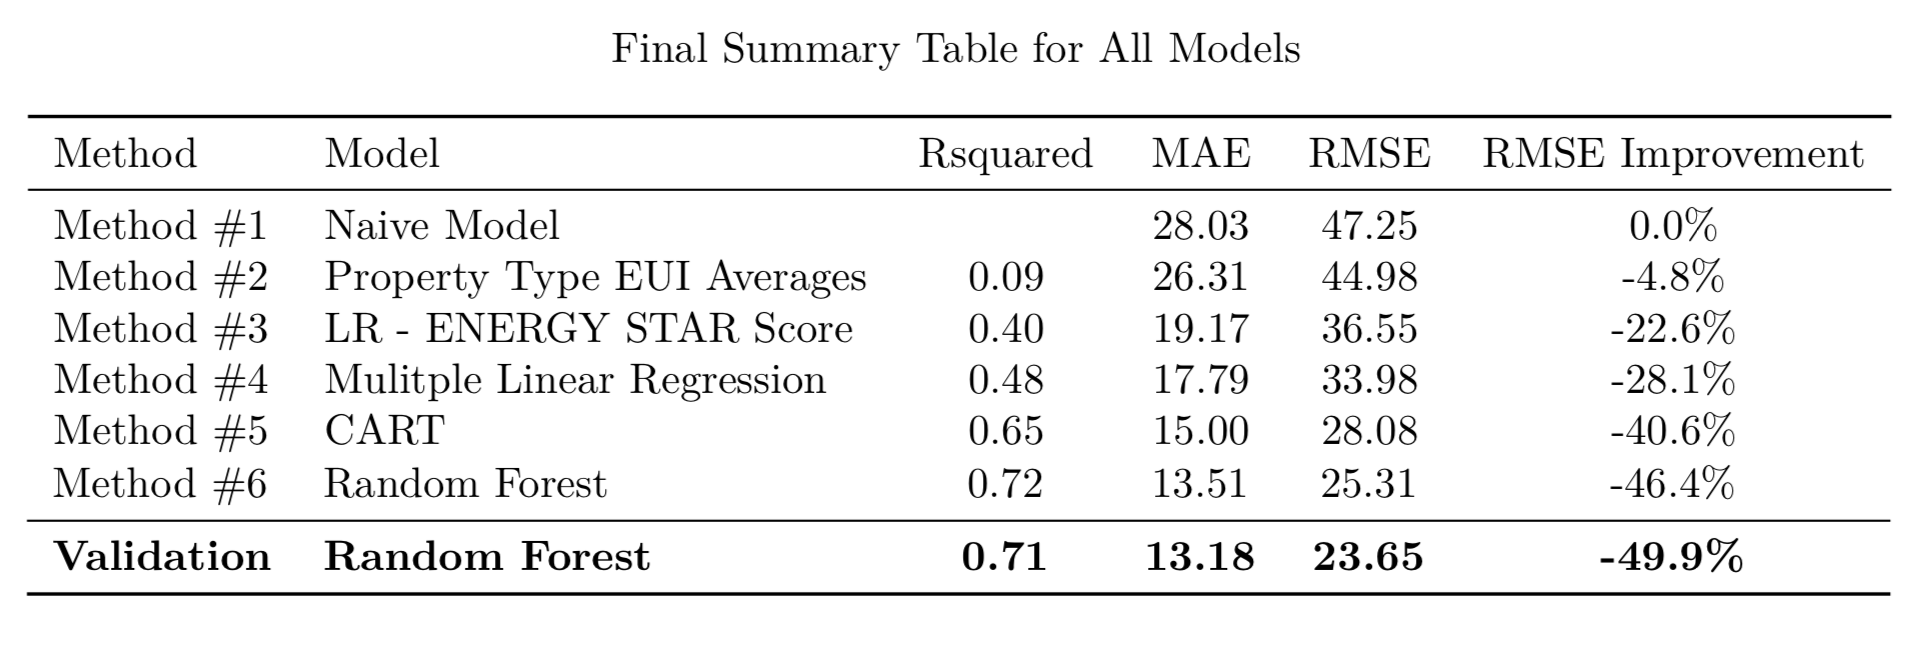 Final Summary Table for All Models
Method Model Rsquared MAE RMSE RMSE Improvement
Method #1 Naive Model 28.03 47.25 0.0%
Method #2 Property Type EUI Averages 0.09 26.31 44.98 -4.8%
Method #3 LR - ENERGY STAR Score 0.40 19.17 36.55 -22.6%
Method #4 Mulitple Linear Regression 0.48 17.79 33.98 -28.1%
Method #5 CART 0.65 15.00 28.08 -40.6%
Method #6 Random Forest 0.72 13.51 25.31 -46.4%
Validation Random Forest 0.71 13.18 23.65 -49.9%